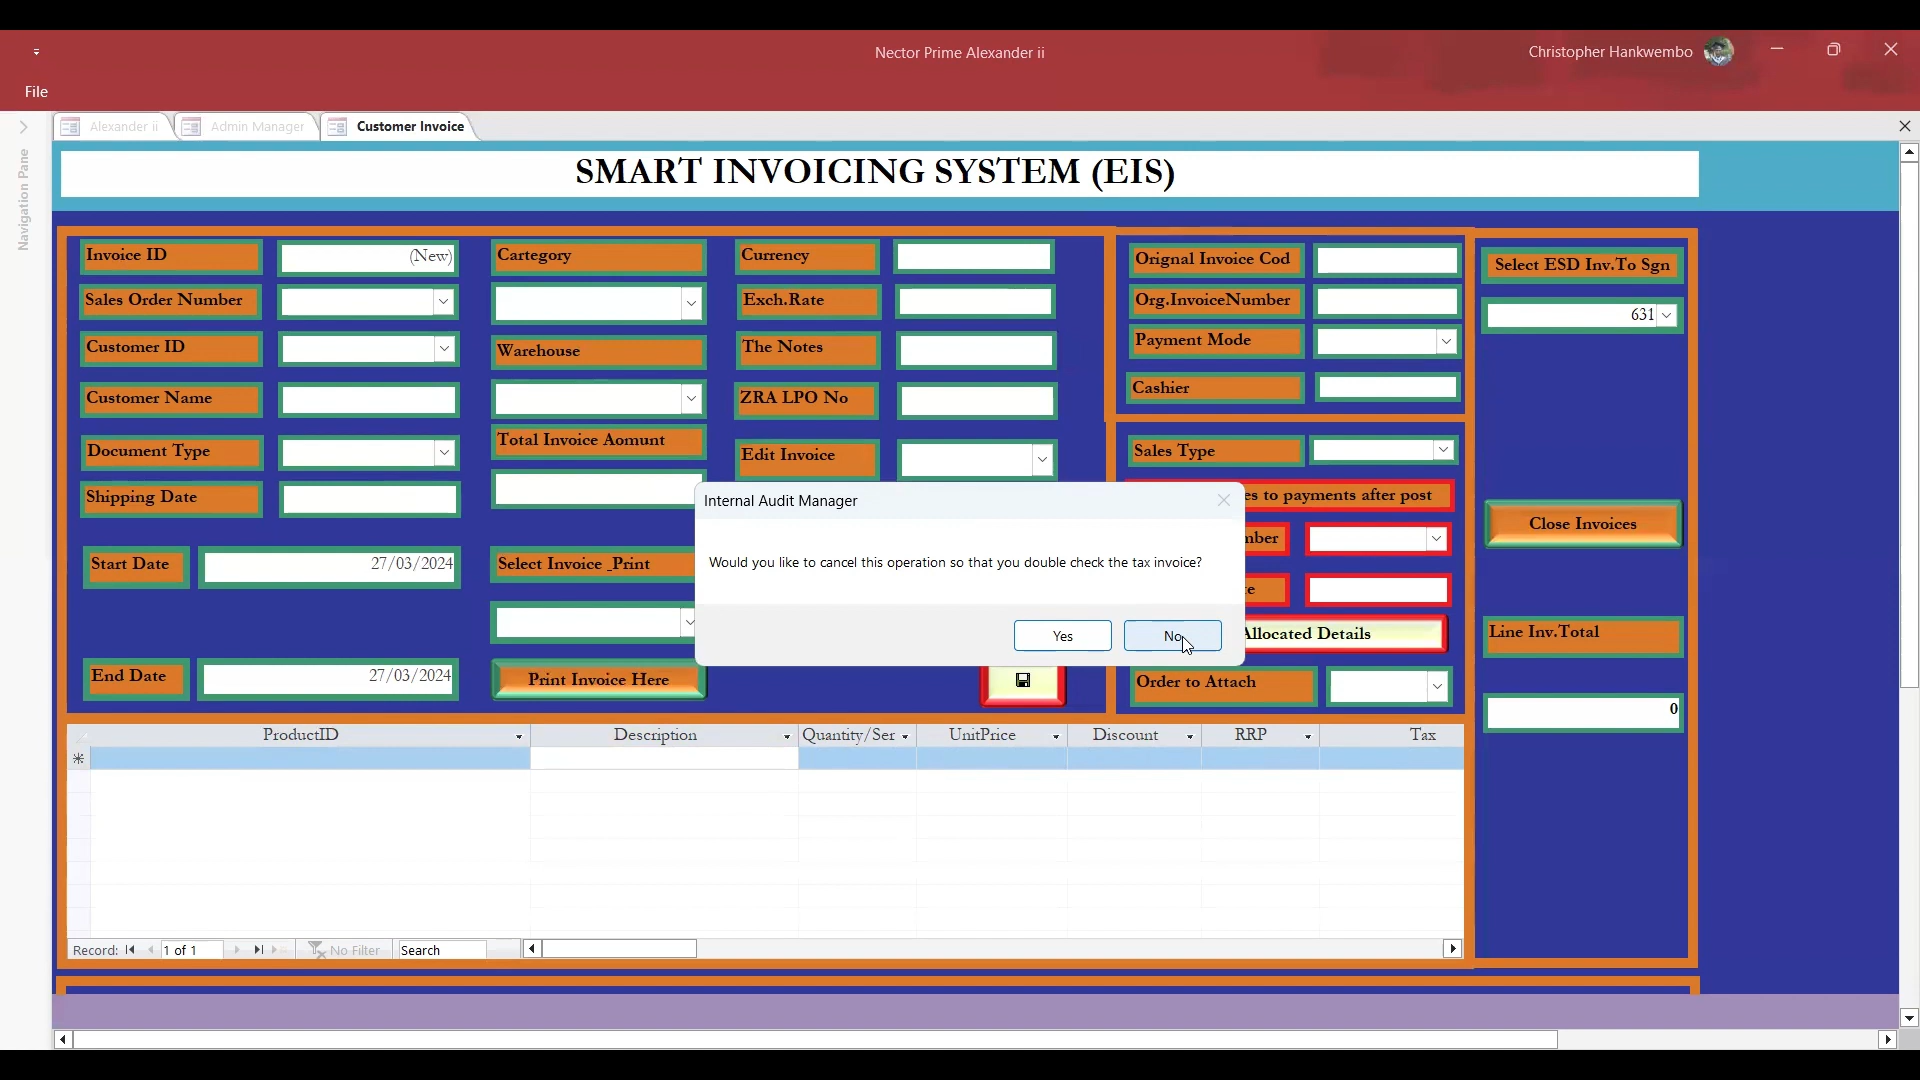 Nector Prime Alexander ii
Christopher Hankwembo
File
Alexander ii
Admin Manager
Customer Invoice
Navigation Pane
SMART INVOICING SYSTEM (EIS)
Invoice ID
(New)
Cartegory
Currency
Orignal Invoice Cod
Select ESD Inv.To Sgn
Sales Order Number
Exch.Rate
Org.InvoiceNumber
631
Customer ID
Warehouse
The Notes
Payment Mode
Customer Name
ZRA LPO No
Cashier
Document Type
Total Invoice Aomunt
Edit Invoice
Sales Type
Shipping Date
es to payments after post
Close Invoices
Internal Audit Manager
Would you like to cancel this operation so that you double check the tax invoice?
Yes
No
Start Date
27/03/2024
Select Invoice _Print
nber
te
Allocated Details
Line Inv.Total
End Date
27/03/2024
Print Invoice Here
Order to Attach
0
ProductID
Description
Quantity/Ser
UnitPrice
Discount
RRP
Tax
Record:
1 of 1
No Filter
Search